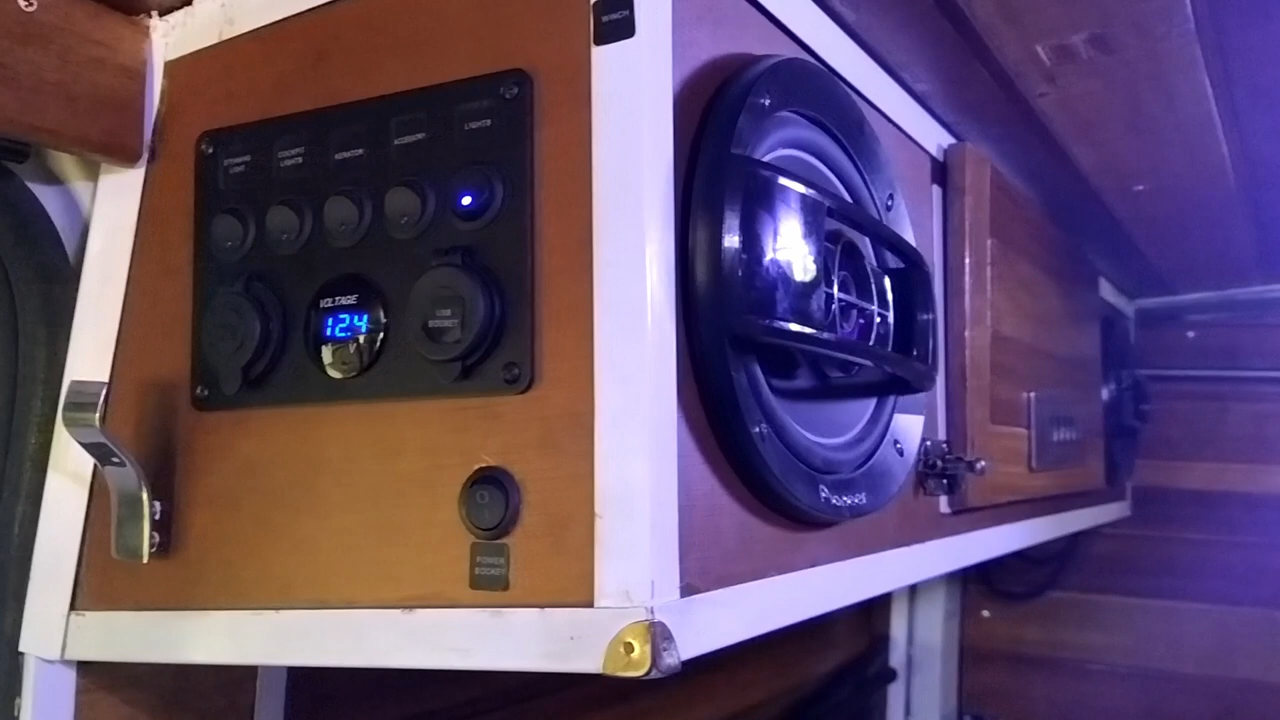 WINCH
STEAMING
LIGHT
COCKPIT
LIGHTS
AERATOR
ACCESSORY
LIGHTS
VOLTAGE
12.4
USB
SOCKET
Pioneer
POWER
SOCKET